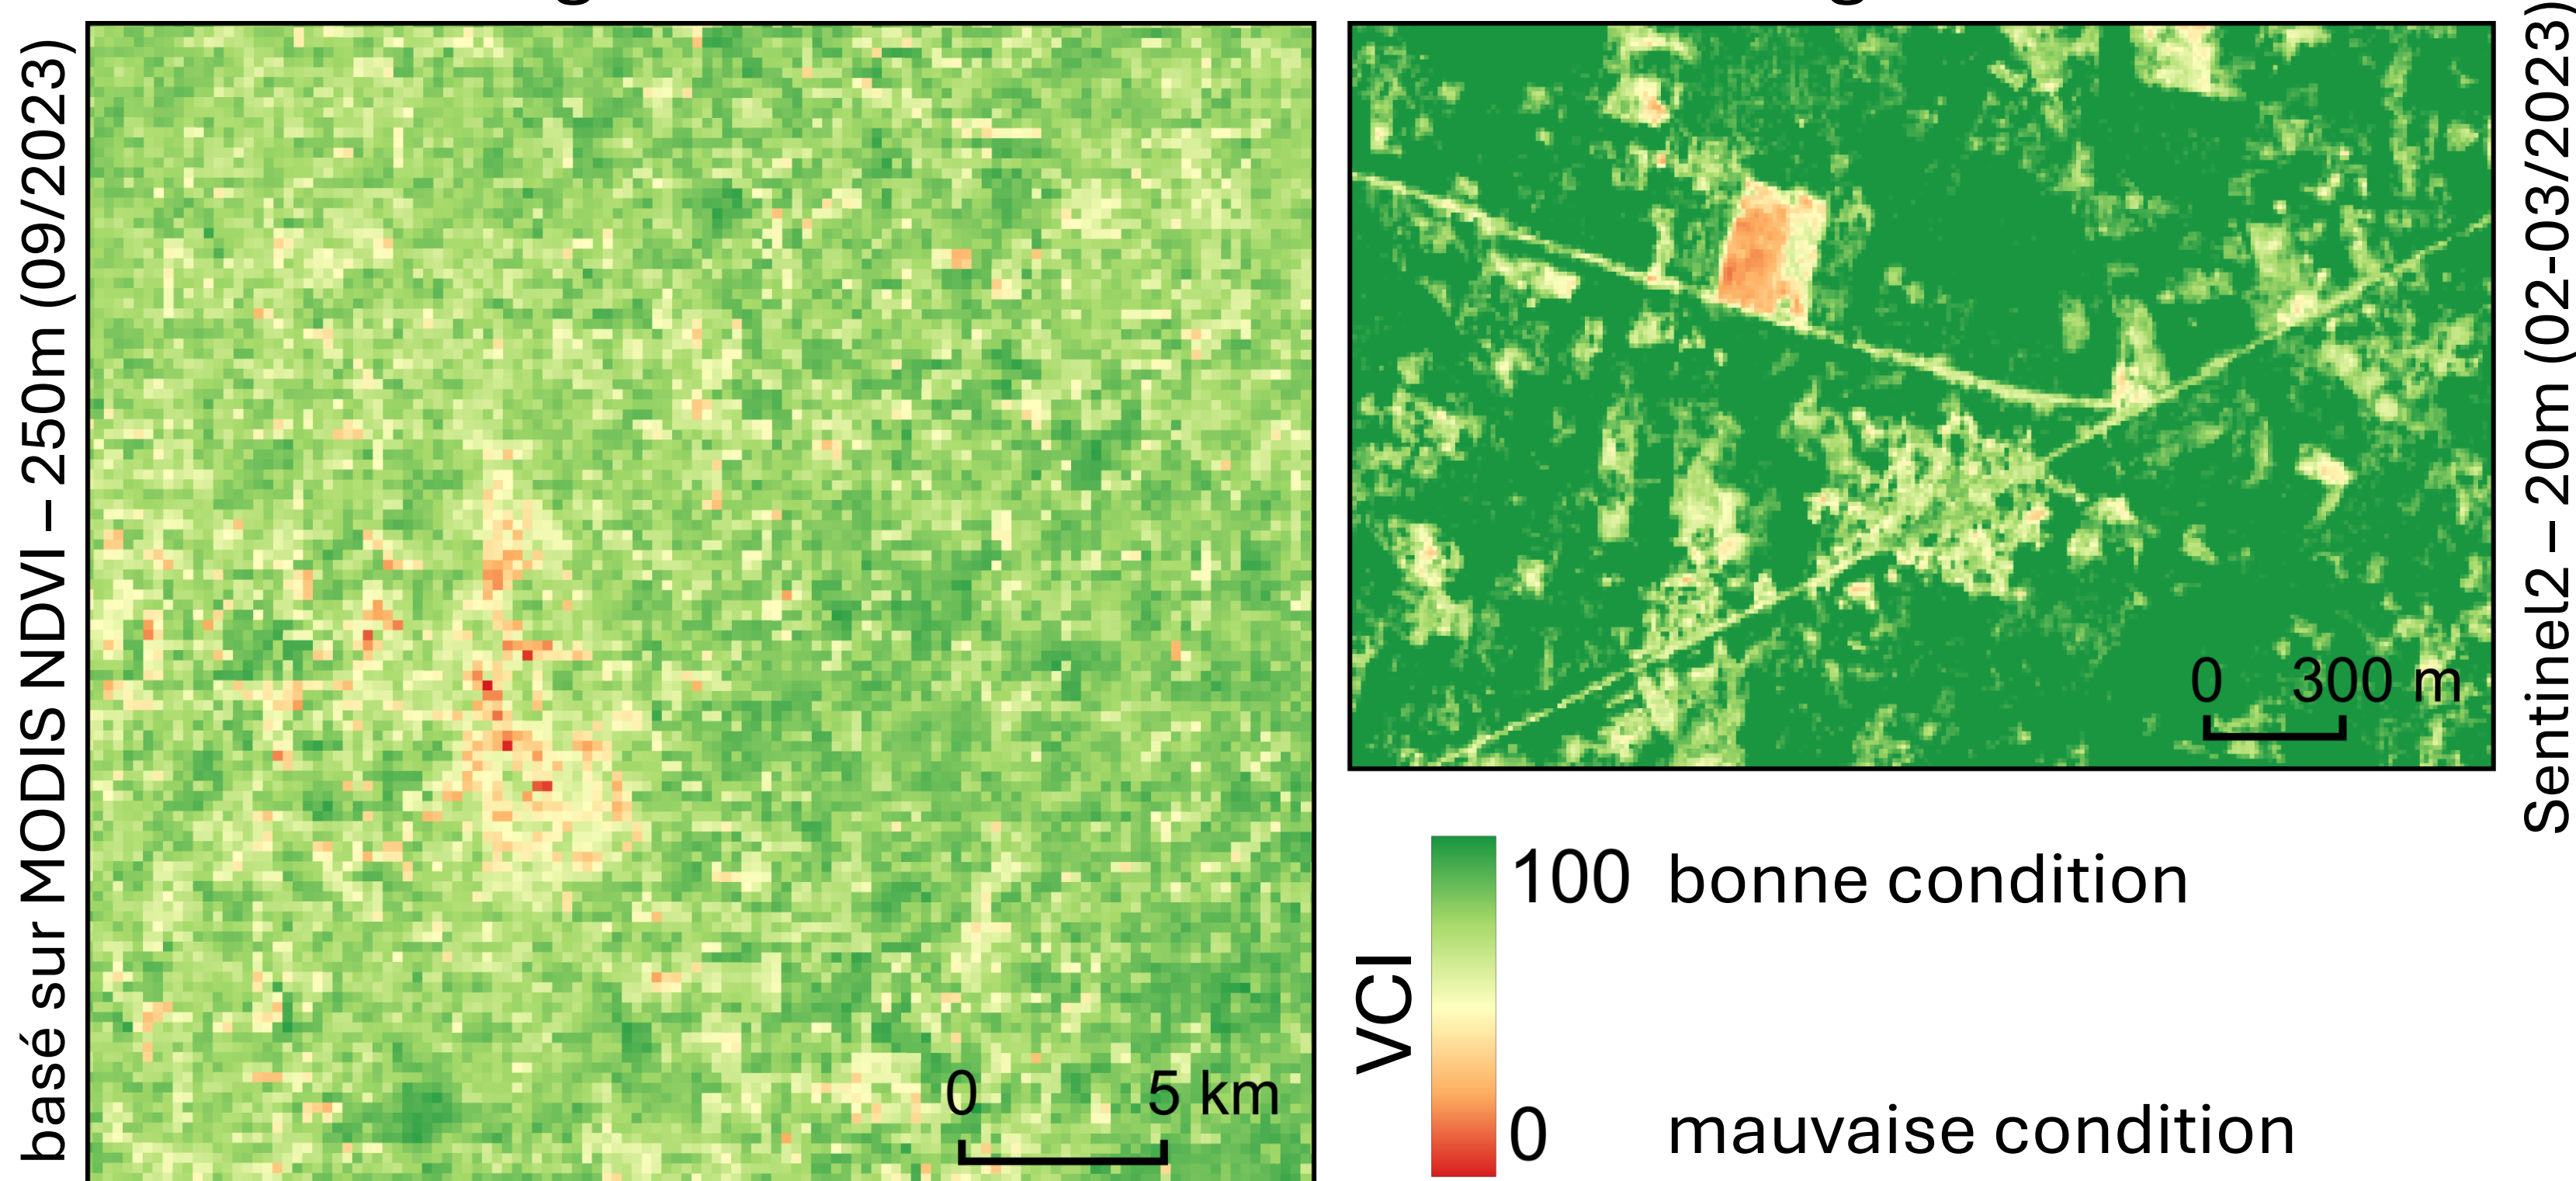 basé sur MODIS NDVI – 250m (09/2023)
0 5 km
Sentinel2 – 20m (02-03/2023)
0 300 m
VCI
100 bonne condition
0 mauvaise condition